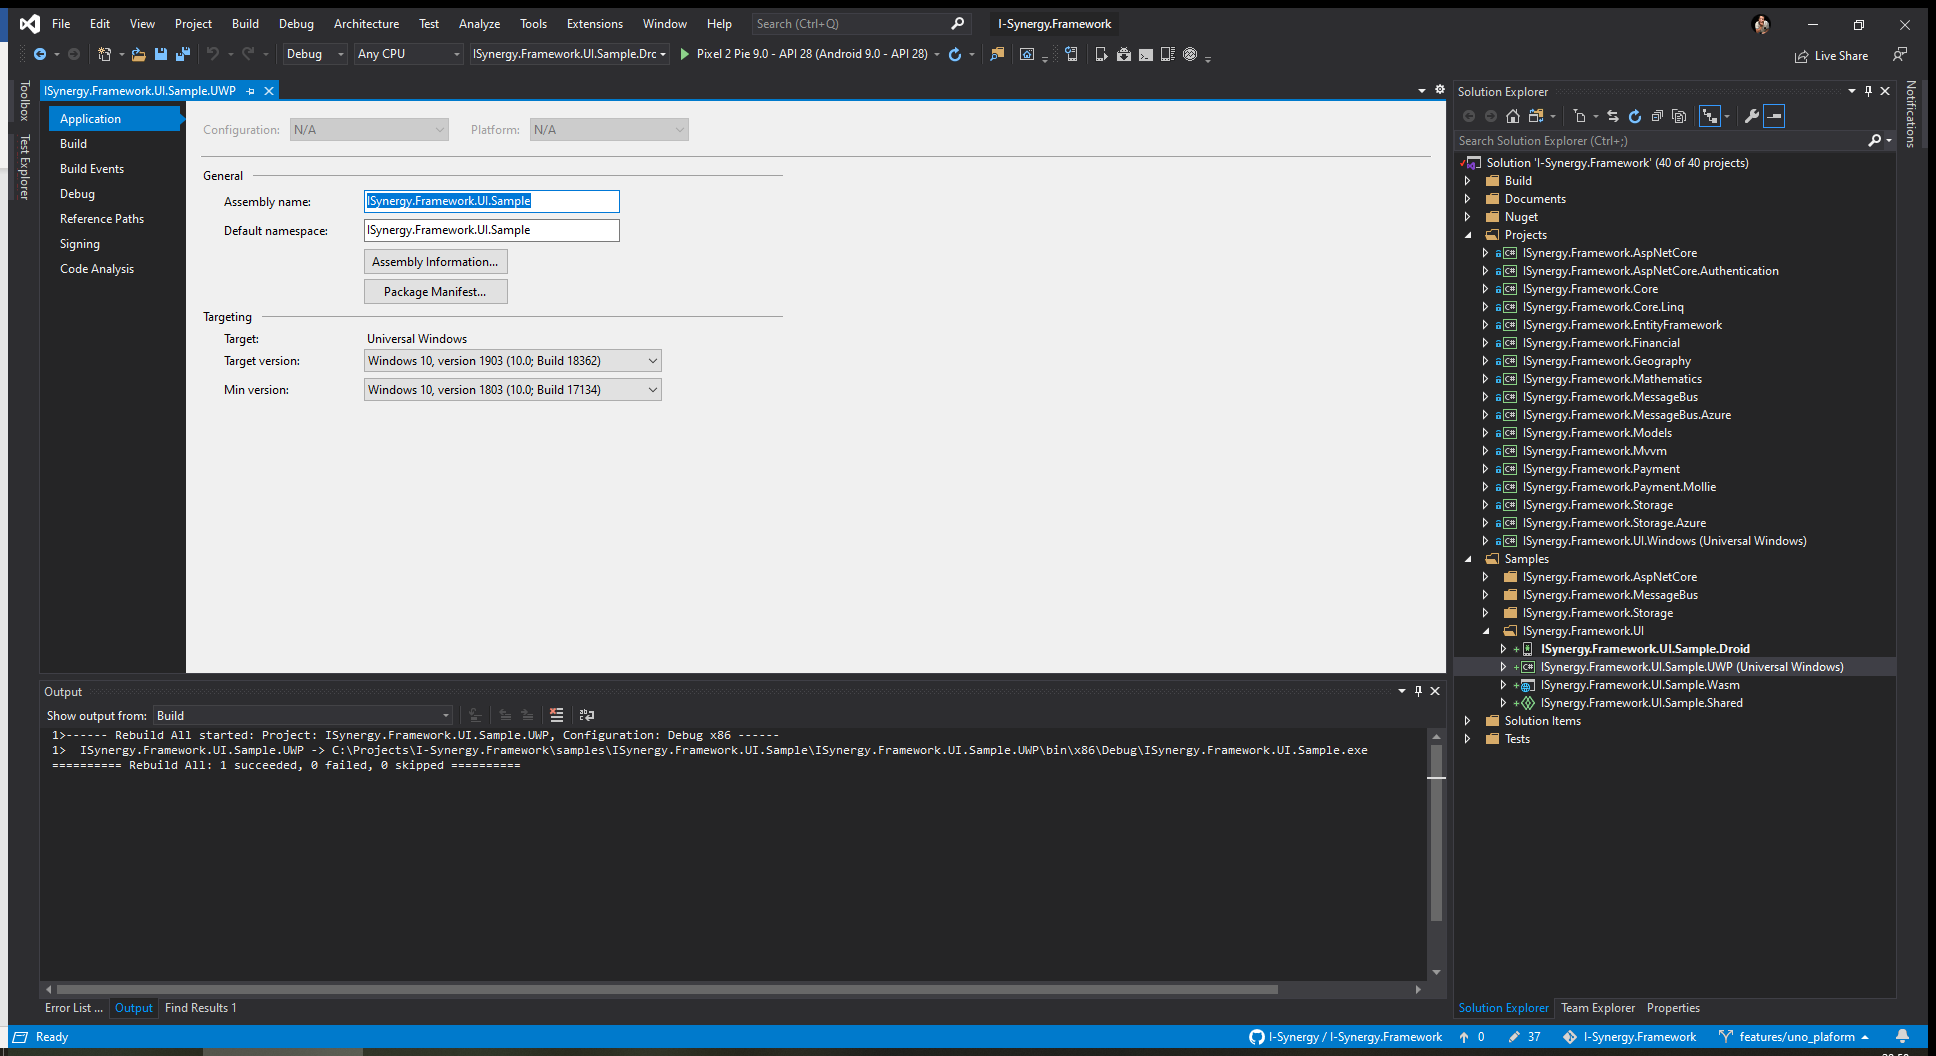 File Edit View Project Build Debug Architecture Test Analyze Tools Extensions Window Help Search (Ctrl+Q) I-Synergy.Framework
Debug Any CPU ISynergy.Framework.UI.Sample.Drc Pixel 2 Pie 9.0 - API 28 (Android 9.0 - API 28) Live Share
Toolbox
Test Explorer
ISynergy.Framework.UI.Sample.UWP
Application
Build
Build Events
Debug
Reference Paths
Signing
Code Analysis
Configuration: N/A Platform: N/A
General
Assembly name: ISynergy.Framework.UI.Sample
Default namespace: ISynergy.Framework.UI.Sample
Assembly Information...
Package Manifest...
Targeting
Target: Universal Windows
Target version: Windows 10, version 1903 (10.0; Build 18362)
Min version: Windows 10, version 1803 (10.0; Build 17134)
Output
Show output from: Build
1>------ Rebuild All started: Project: ISynergy.Framework.UI.Sample.UWP, Configuration: Debug x86 ------
1>  ISynergy.Framework.UI.Sample.UWP -> C:\Projects\I-Synergy.Framework\samples\ISynergy.Framework.UI.Sample\ISynergy.Framework.UI.Sample.UWP\bin\x86\Debug\ISynergy.Framework.UI.Sample.exe
========== Rebuild All: 1 succeeded, 0 failed, 0 skipped ==========
Error List ... Output Find Results 1
Solution Explorer
Search Solution Explorer (Ctrl+;)
Solution 'I-Synergy.Framework' (40 of 40 projects)
Build
Documents
Nuget
Projects
C# ISynergy.Framework.AspNetCore
C# ISynergy.Framework.AspNetCore.Authentication
C# ISynergy.Framework.Core
C# ISynergy.Framework.Core.Linq
C# ISynergy.Framework.EntityFramework
C# ISynergy.Framework.Financial
C# ISynergy.Framework.Geography
C# ISynergy.Framework.Mathematics
C# ISynergy.Framework.MessageBus
C# ISynergy.Framework.MessageBus.Azure
C# ISynergy.Framework.Models
C# ISynergy.Framework.Mvvm
C# ISynergy.Framework.Payment
C# ISynergy.Framework.Payment.Mollie
C# ISynergy.Framework.Storage
C# ISynergy.Framework.Storage.Azure
C# ISynergy.Framework.UI.Windows (Universal Windows)
Samples
ISynergy.Framework.AspNetCore
ISynergy.Framework.MessageBus
ISynergy.Framework.Storage
ISynergy.Framework.UI
ISynergy.Framework.UI.Sample.Droid
C# ISynergy.Framework.UI.Sample.UWP (Universal Windows)
ISynergy.Framework.UI.Sample.Wasm
ISynergy.Framework.UI.Sample.Shared
Solution Items
Tests
Solution Explorer Team Explorer Properties
Notifications
Ready I-Synergy / I-Synergy.Framework 0 37 I-Synergy.Framework features/uno_plaform